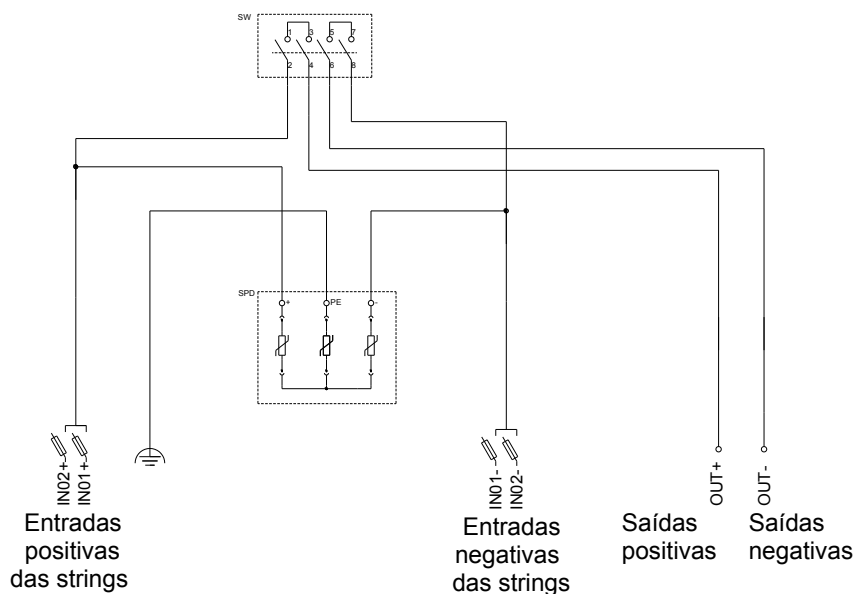 SW
1 3 5 7
2 4 6 8
SPD
+ PE -
IN02+
IN01+
IN01-
IN02-
OUT+
OUT-
Entradas
positivas
das strings
Entradas
negativas
das strings
Saídas
positivas
Saídas
negativas